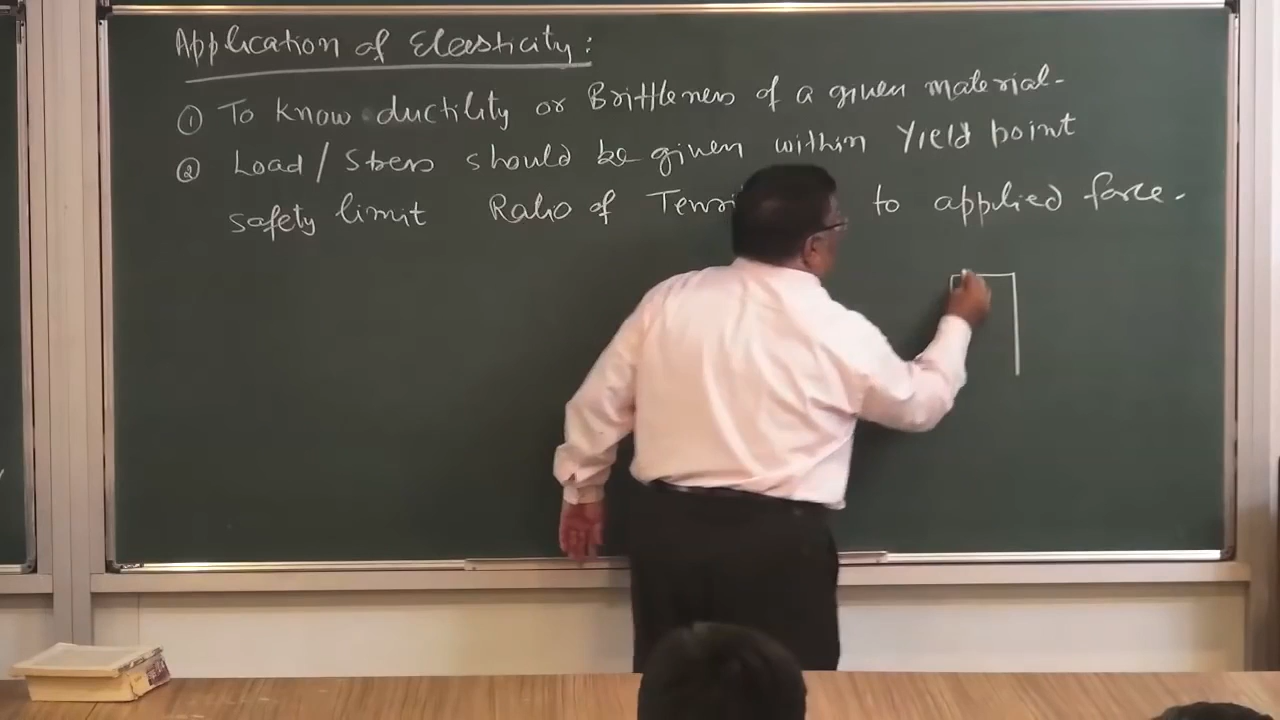 Application of Elasticity:
① To know ductility or Brittleness of a given material-
② Load/Stress should be given within Yield point
safety limit Ratio of to applied force.